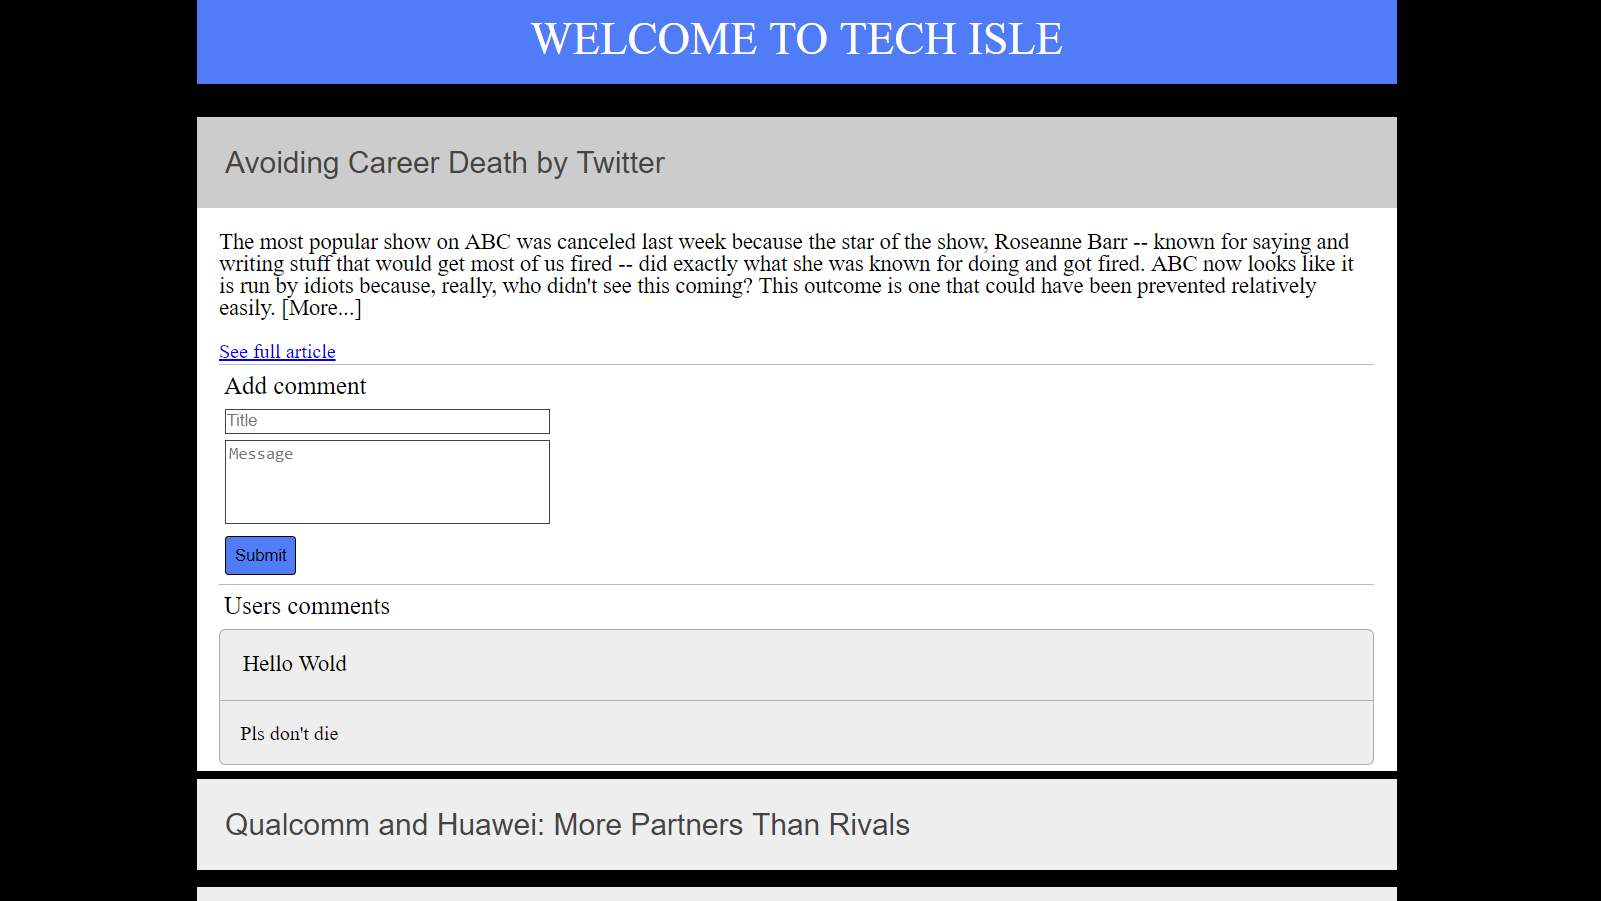 WELCOME TO TECH ISLE
Avoiding Career Death by Twitter
The most popular show on ABC was canceled last week because the star of the show, Roseanne Barr -- known for saying and
writing stuff that would get most of us fired -- did exactly what she was known for doing and got fired. ABC now looks like it
is run by idiots because, really, who didn't see this coming? This outcome is one that could have been prevented relatively
easily. [More...]
See full article
Add comment
Title
Message
Submit
Users comments
Hello Wold
Pls don't die
Qualcomm and Huawei: More Partners Than Rivals